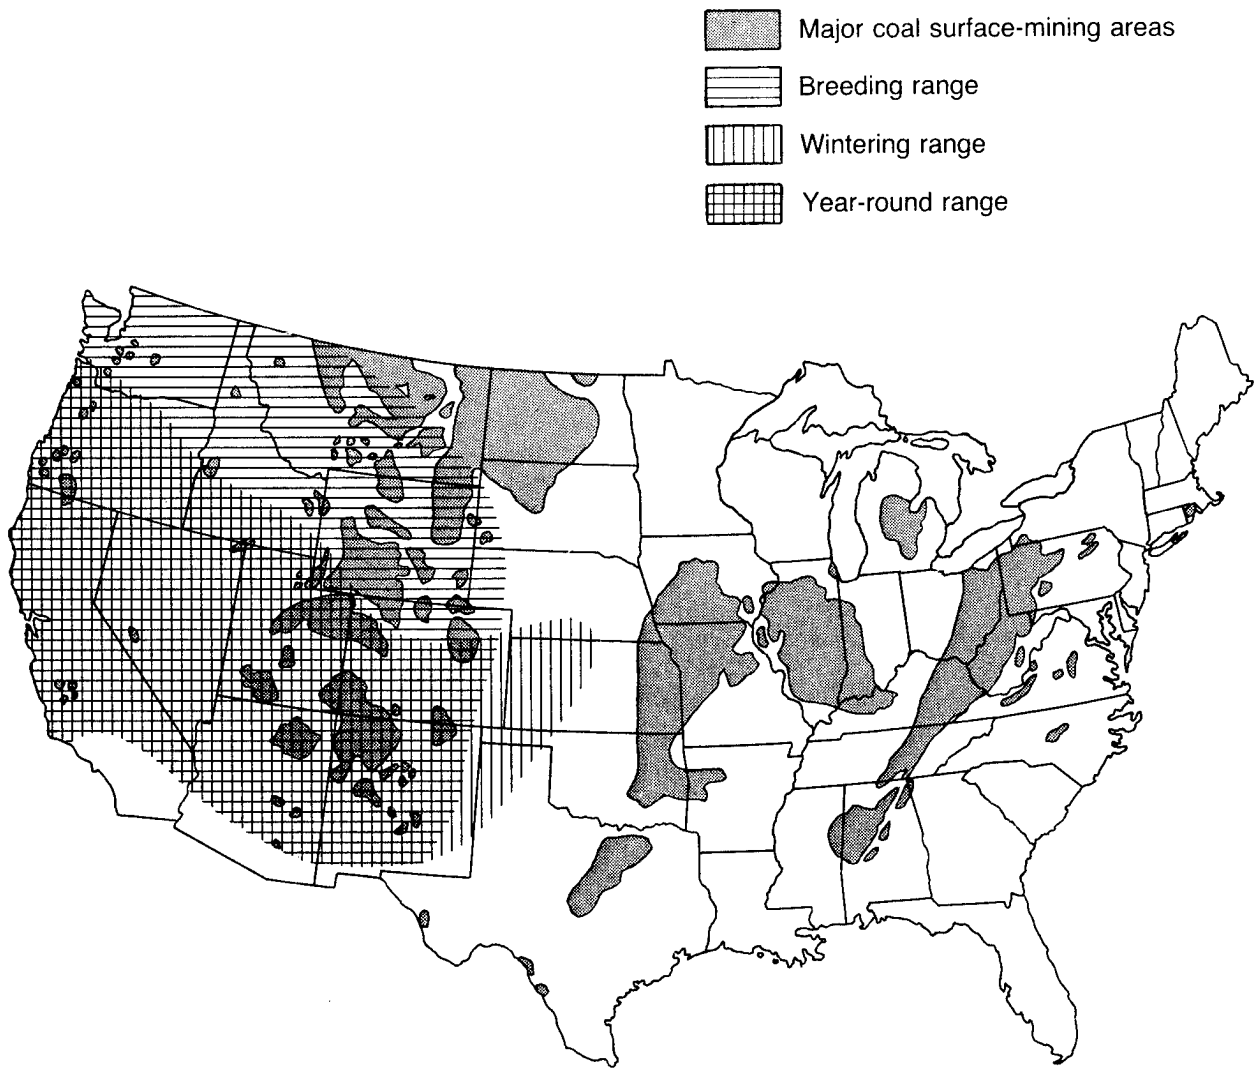 Major coal surface-mining areas
Breeding range
Wintering range
Year-round range